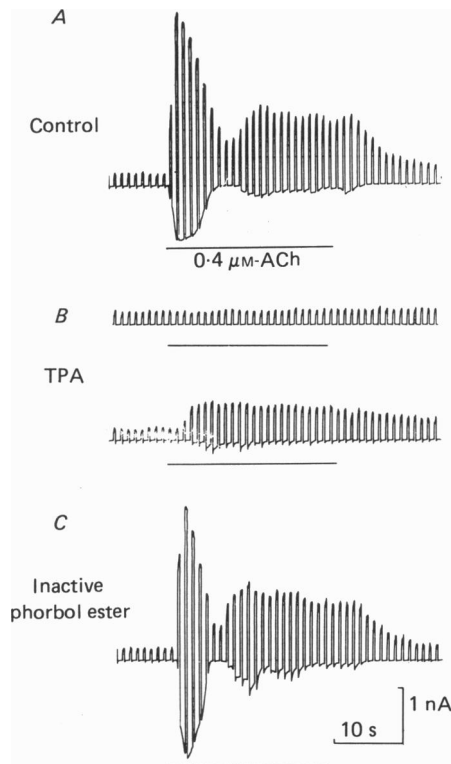 A
Control
0·4 μM-ACh
B
TPA
C
Inactive
phorbol ester
1 nA
10 s